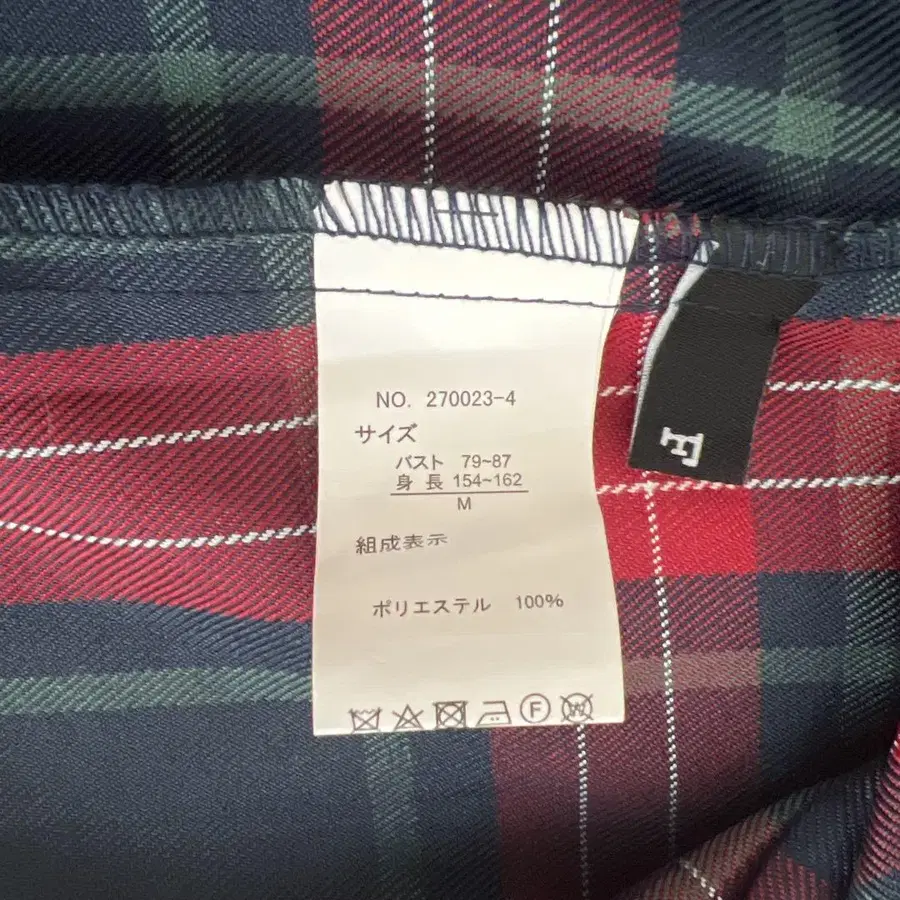 NO. 270023-4
サイズ
バスト 79~87
身長 154~162
M
組成表示
ポリエステル 100%
F W
F